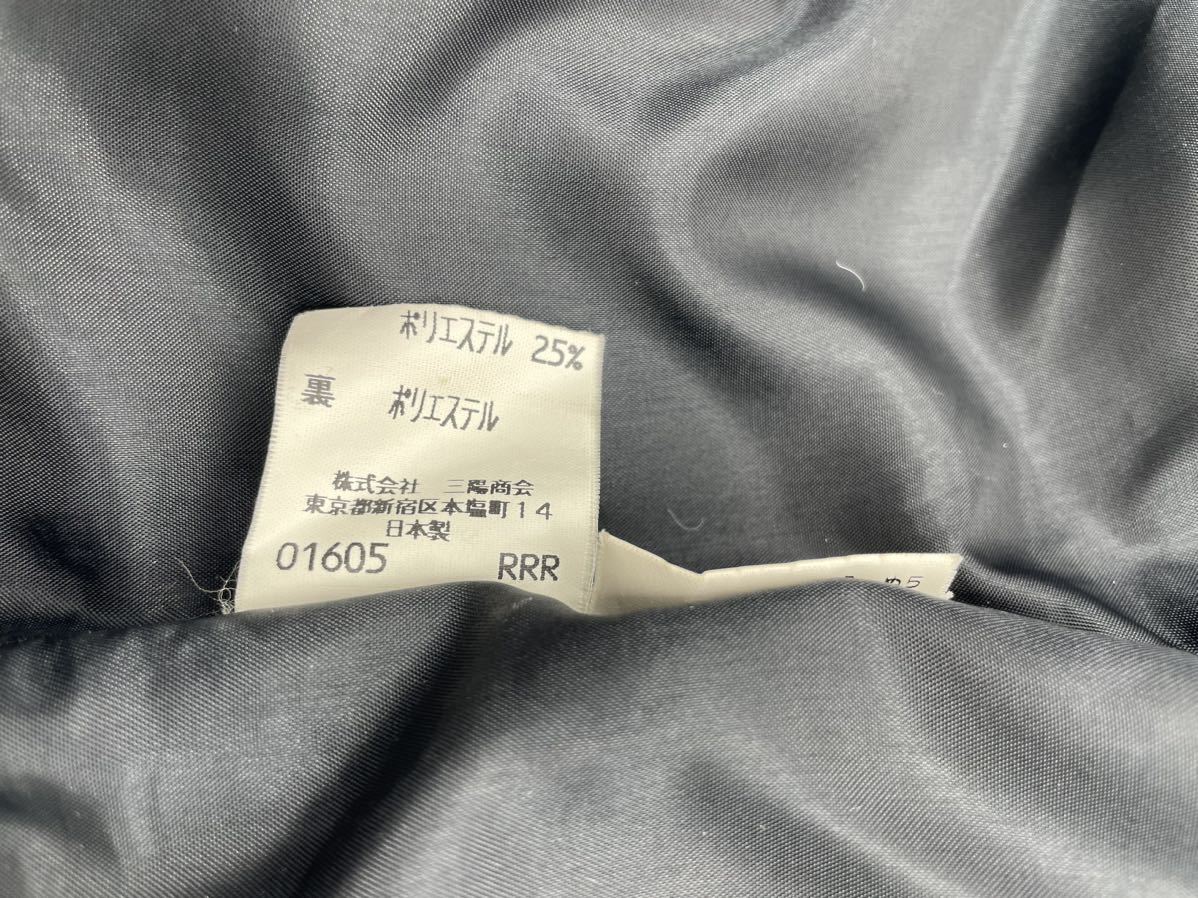 ポリエステル 25%
裏 ポリエステル
株式会社 三陽商会
東京都新宿区本塩町14
日本製
01605 RRR